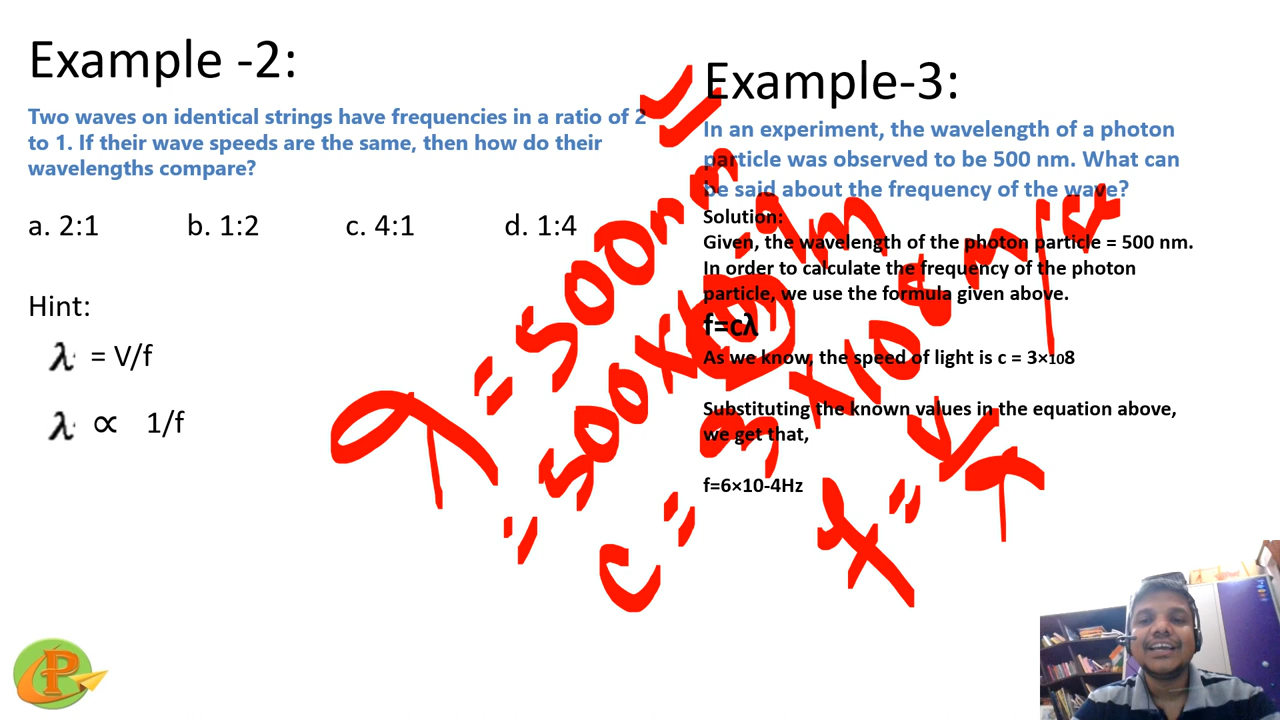 Example -2:
Two waves on identical strings have frequencies in a ratio of 2
to 1. If their wave speeds are the same, then how do their
wavelengths compare?
a. 2:1 b. 1:2 c. 4:1 d. 1:4
Hint:
λ = V/f
λ ∝ 1/f
Example-3:
In an experiment, the wavelength of a photon
particle was observed to be 500 nm. What can
be said about the frequency of the wave?
Solution:
Given, the wavelength of the photon particle = 500 nm.
In order to calculate the frequency of the photon
particle, we use the formula given above.
f=cλ
As we know, the speed of light is c = 3×108
Substituting the known values in the equation above,
we get that,
f=6×10-4Hz
λ = 500nm
= 500×10-9m
c = 3×108m/
f = V/λ
P